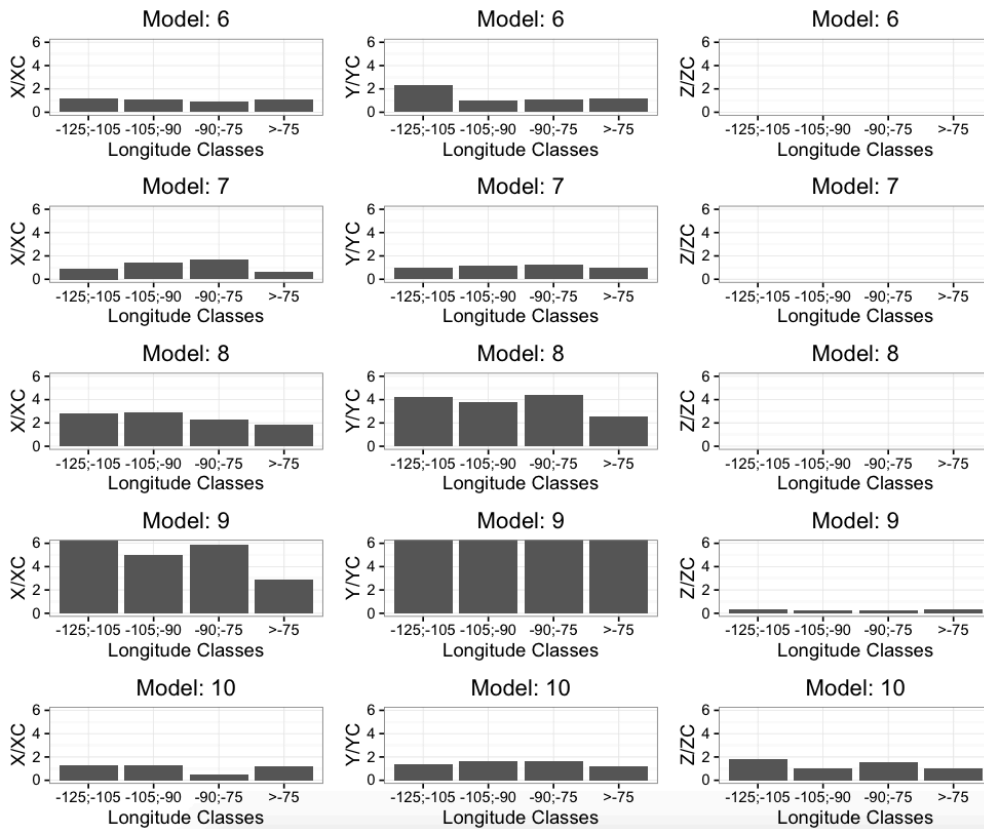 Model: 6 Model: 6 Model: 6
X/XC 6 4 2 0 Y/YC 6 4 2 0 Z/ZC 6 4 2 0
-125;-105 -105;-90 -90;-75 >-75 -125;-105 -105;-90 -90;-75 >-75 -125;-105 -105;-90 -90;-75 >-75
Longitude Classes Longitude Classes Longitude Classes
Model: 7 Model: 7 Model: 7
X/XC 6 4 2 0 Y/YC 6 4 2 0 Z/ZC 6 4 2 0
-125;-105 -105;-90 -90;-75 >-75 -125;-105 -105;-90 -90;-75 >-75 -125;-105 -105;-90 -90;-75 >-75
Longitude Classes Longitude Classes Longitude Classes
Model: 8 Model: 8 Model: 8
X/XC 6 4 2 0 Y/YC 6 4 2 0 Z/ZC 6 4 2 0
-125;-105 -105;-90 -90;-75 >-75 -125;-105 -105;-90 -90;-75 >-75 -125;-105 -105;-90 -90;-75 >-75
Longitude Classes Longitude Classes Longitude Classes
Model: 9 Model: 9 Model: 9
X/XC 6 4 2 0 Y/YC 6 4 2 0 Z/ZC 6 4 2 0
-125;-105 -105;-90 -90;-75 >-75 -125;-105 -105;-90 -90;-75 >-75 -125;-105 -105;-90 -90;-75 >-75
Longitude Classes Longitude Classes Longitude Classes
Model: 10 Model: 10 Model: 10
X/XC 6 4 2 0 Y/YC 6 4 2 0 Z/ZC 6 4 2 0
-125;-105 -105;-90 -90;-75 >-75 -125;-105 -105;-90 -90;-75 >-75 -125;-105 -105;-90 -90;-75 >-75
Longitude Classes Longitude Classes Longitude Classes